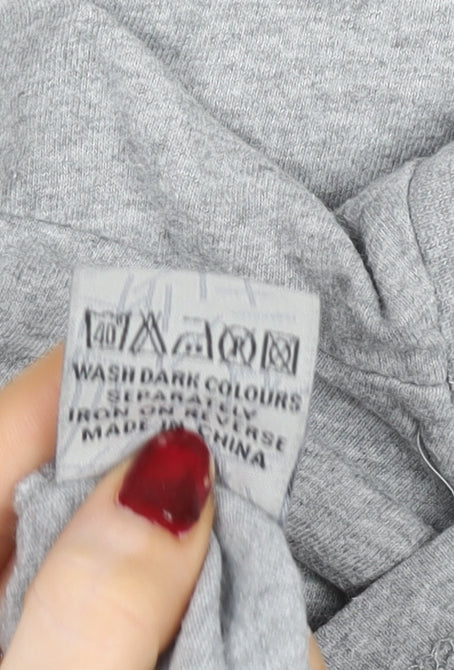 40°
WASH DARK COLOURS
SEPARATELY
IRON ON REVERSE
MADE IN CHINA